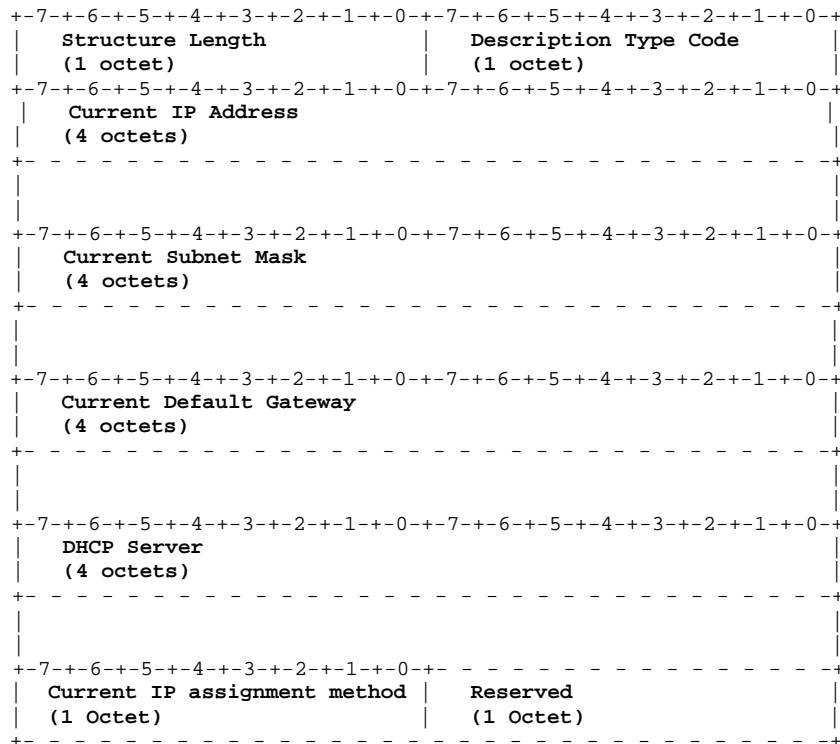 +-7-+-6-+-5-+-4-+-3-+-2-+-1-+-0-+-7-+-6-+-5-+-4-+-3-+-2-+-1-+-0-+
| Structure Length | Description Type Code |
| (1 octet) | (1 octet) |
+-7-+-6-+-5-+-4-+-3-+-2-+-1-+-0-+-7-+-6-+-5-+-4-+-3-+-2-+-1-+-0-+
| Current IP Address |
| (4 octets) |
+- - - - - - - - - - - - - - - - - - - - - - - - - - - - - - - -+
| |
| |
+-7-+-6-+-5-+-4-+-3-+-2-+-1-+-0-+-7-+-6-+-5-+-4-+-3-+-2-+-1-+-0-+
| Current Subnet Mask |
| (4 octets) |
+- - - - - - - - - - - - - - - - - - - - - - - - - - - - - - - -+
| |
| |
+-7-+-6-+-5-+-4-+-3-+-2-+-1-+-0-+-7-+-6-+-5-+-4-+-3-+-2-+-1-+-0-+
| Current Default Gateway |
| (4 octets) |
+- - - - - - - - - - - - - - - - - - - - - - - - - - - - - - - -+
| |
| |
+-7-+-6-+-5-+-4-+-3-+-2-+-1-+-0-+-7-+-6-+-5-+-4-+-3-+-2-+-1-+-0-+
| DHCP Server |
| (4 octets) |
+- - - - - - - - - - - - - - - - - - - - - - - - - - - - - - - -+
| |
| |
+-7-+-6-+-5-+-4-+-3-+-2-+-1-+-0-+- - - - - - - - - - - - - - - -+
| Current IP assignment method | Reserved |
| (1 Octet) | (1 Octet) |
+- - - - - - - - - - - - - - - - - - - - - - - - - - - - - - - -+